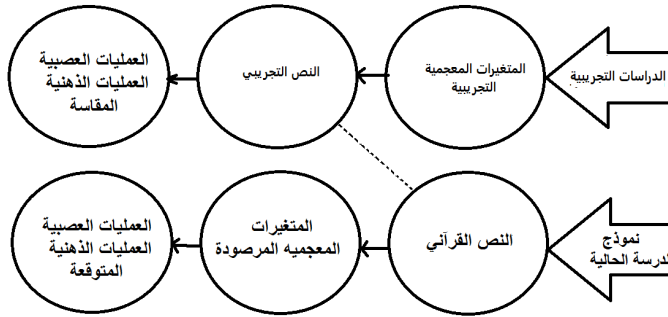 الدراسات التجريبية
المتغيرات المعجمية
التجريبية
النص التجريبي
العمليات العصبية
العمليات الذهنية
المقاسة
نموذج
الدرسة الحالية
النص القرآني
المتغيرات
المعجميه المرصودة
العمليات العصبية
العمليات الذهنية
المتوقعة